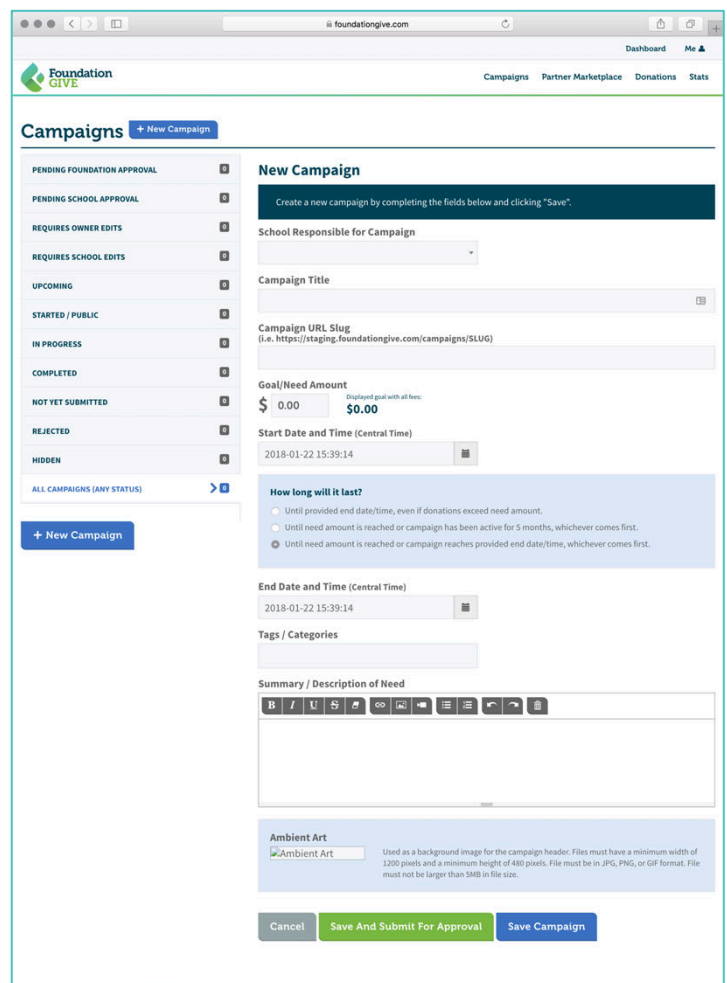 foundationgive.com
Dashboard Me
Foundation
GIVE
Campaigns Partner Marketplace Donations Stats
Campaigns + New Campaign
PENDING FOUNDATION APPROVAL 0
PENDING SCHOOL APPROVAL 0
REQUIRES OWNER EDITS 0
REQUIRES SCHOOL EDITS 0
UPCOMING 0
STARTED / PUBLIC 0
IN PROGRESS 0
COMPLETED 0
NOT YET SUBMITTED 0
REJECTED 0
HIDDEN 0
ALL CAMPAIGNS (ANY STATUS) 0
+ New Campaign
New Campaign
Create a new campaign by completing the fields below and clicking "Save".
School Responsible for Campaign
Campaign Title
Campaign URL Slug
(i.e. https://staging.foundationgive.com/campaigns/SLUG)
Goal/Need Amount
$ 0.00
Displayed goal with all fees:
$0.00
Start Date and Time (Central Time)
2018-01-22 15:39:14
How long will it last?
Until provided end date/time, even if donations exceed need amount.
Until need amount is reached or campaign has been active for 5 months, whichever comes first.
Until need amount is reached or campaign reaches provided end date/time, whichever comes first.
End Date and Time (Central Time)
2018-01-22 15:39:14
Tags / Categories
Summary / Description of Need
B I U S
Ambient Art
Ambient Art
Used as a background image for the campaign header. Files must have a minimum width of
1200 pixels and a minimum height of 480 pixels. File must be in JPG, PNG, or GIF format. File
must not be larger than 5MB in file size.
Cancel Save And Submit For Approval Save Campaign